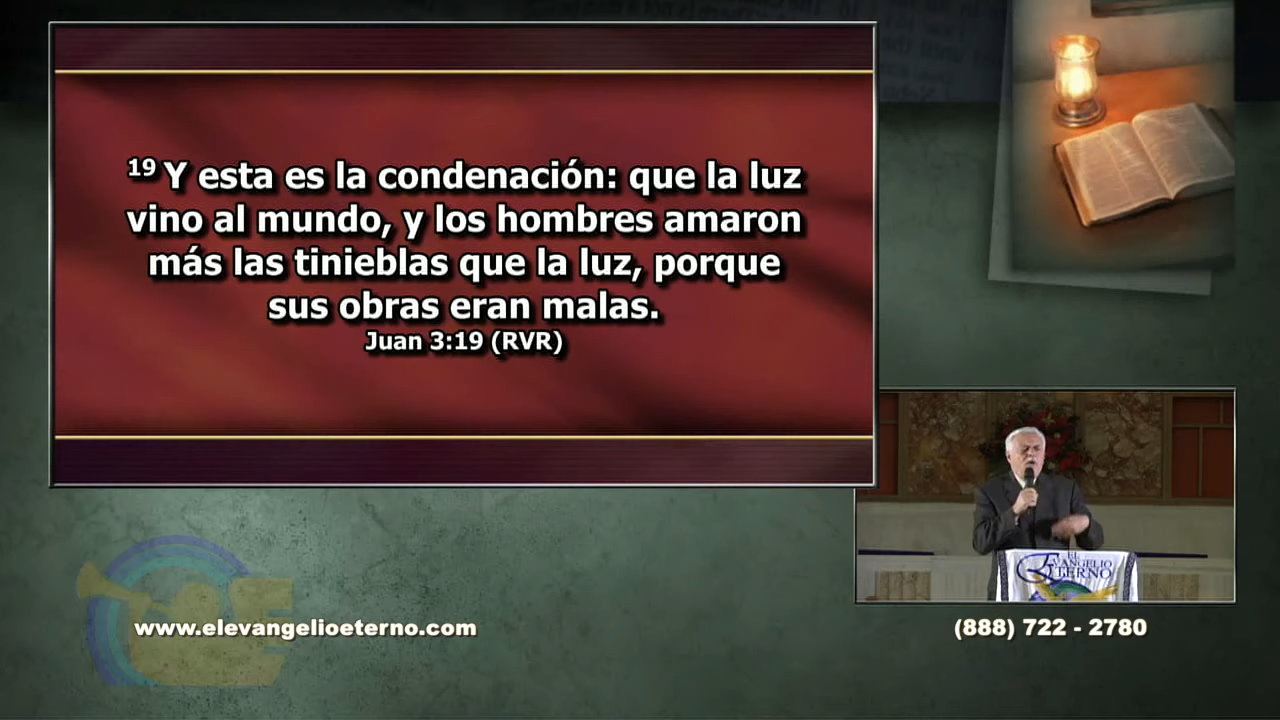 19 Y esta es la condenación: que la luz
vino al mundo, y los hombres amaron
más las tinieblas que la luz, porque
sus obras eran malas.
Juan 3:19 (RVR)
EL
EVANGELIO
ETERNO
www.elevangelioeterno.com
(888) 722 - 2780